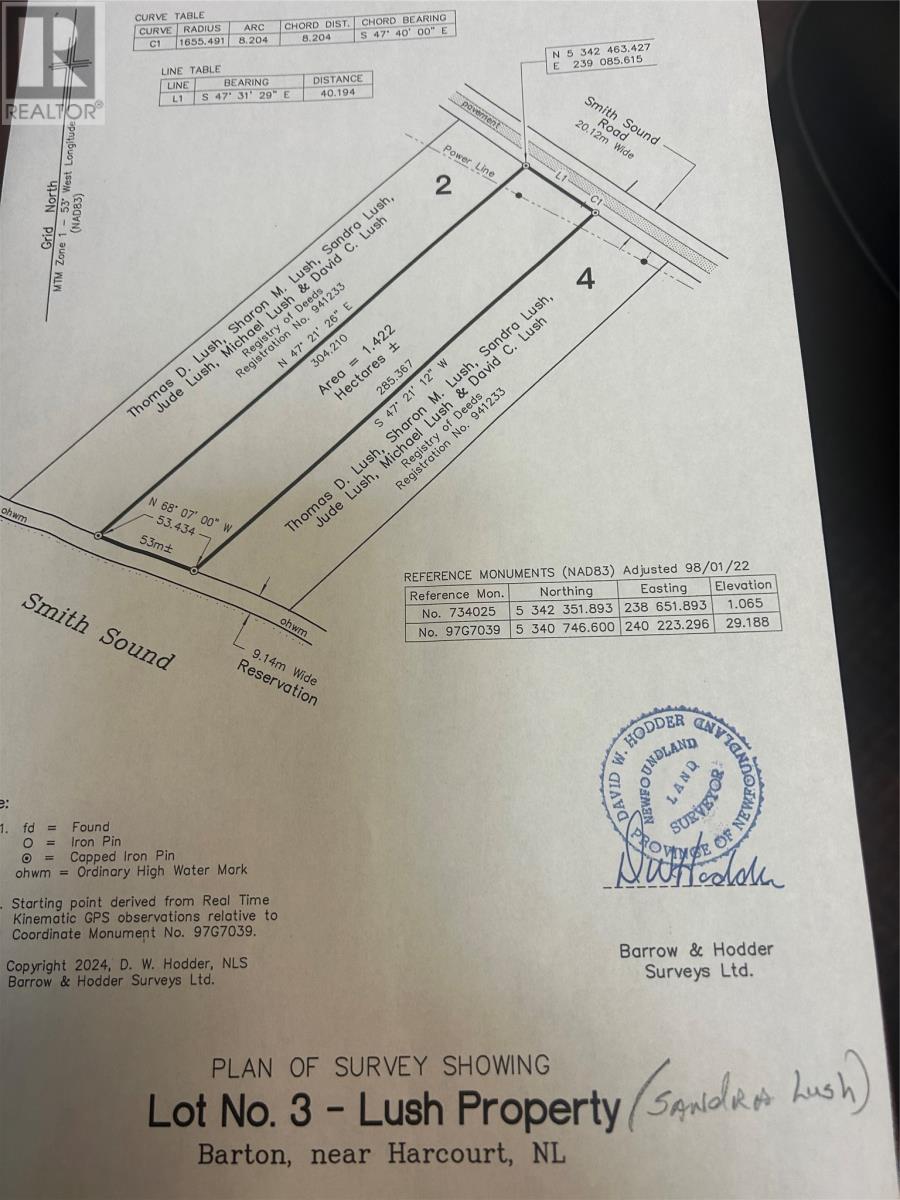 REALTOR®
CURVE TABLE
CURVE RADIUS ARC CHORD DIST. CHORD BEARING
C1 1655.491 8.204 8.204 S 47° 40' 00" E
LINE TABLE
LINE BEARING DISTANCE
L1 S 47° 31' 29" E 40.194
N 5 342 463.427
E 239 085.615
Grid North
MTM Zone 1 - 53° West Longitude
(NAD83)
pavement
Smith Sound
Road
20.12m Wide
Power Line
L1
C1
2
4
Thomas D. Lush, Sharon M. Lush, Sandra Lush,
Jude Lush, Michael Lush & David C. Lush
Registry of Deeds
Registration No. 941233
N 47° 21' 26" E
304.210
Area = 1.422
Hectares ±
285.367
S 47° 21' 12" W
Thomas D. Lush, Sharon M. Lush, Sandra Lush,
Jude Lush, Michael Lush & David C. Lush
Registry of Deeds
Registration No. 941233
N 68° 07' 00" W
53.434
53m±
ohwm
ohwm
Smith Sound
9.14m Wide
Reservation
REFERENCE MONUMENTS (NAD83) Adjusted 98/01/22
Reference Mon. Northing Easting Elevation
No. 734025 5 342 351.893 238 651.893 1.065
No. 97G7039 5 340 746.600 240 223.296 29.188
DAVID W. HODDER
NEWFOUNDLAND
LAND
SURVEYOR
PROVINCE OF NEWFOUNDLAND
DWHodder
e:
1. fd = Found
O = Iron Pin
⊙ = Capped Iron Pin
ohwm = Ordinary High Water Mark
. Starting point derived from Real Time
Kinematic GPS observations relative to
Coordinate Monument No. 97G7039.
Copyright 2024, D. W. Hodder, NLS
Barrow & Hodder Surveys Ltd.
Barrow & Hodder
Surveys Ltd.
PLAN OF SURVEY SHOWING
Lot No. 3 - Lush Property (SANDRA Lush)
Barton, near Harcourt, NL